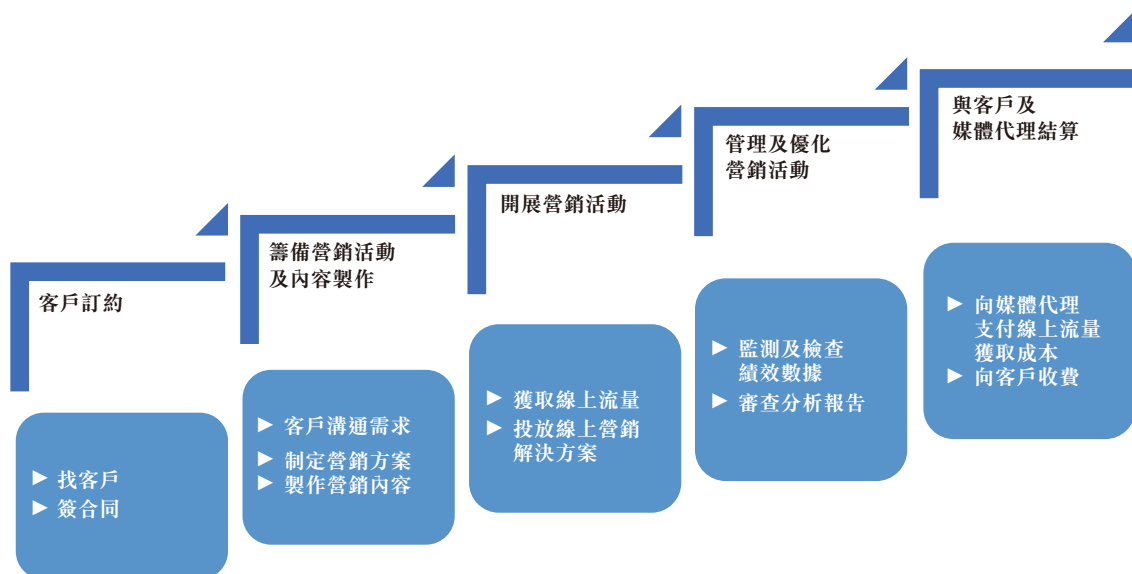 客戶訂約
▶ 找客戶
▶ 簽合同
籌備營銷活動
及內容製作
▶ 客戶溝通需求
▶ 制定營銷方案
▶ 製作營銷內容
開展營銷活動
▶ 獲取線上流量
▶ 投放線上營銷
解決方案
管理及優化
營銷活動
▶ 監測及檢查
績效數據
▶ 審查分析報告
與客戶及
媒體代理結算
▶ 向媒體代理
支付線上流量
獲取成本
▶ 向客戶收費